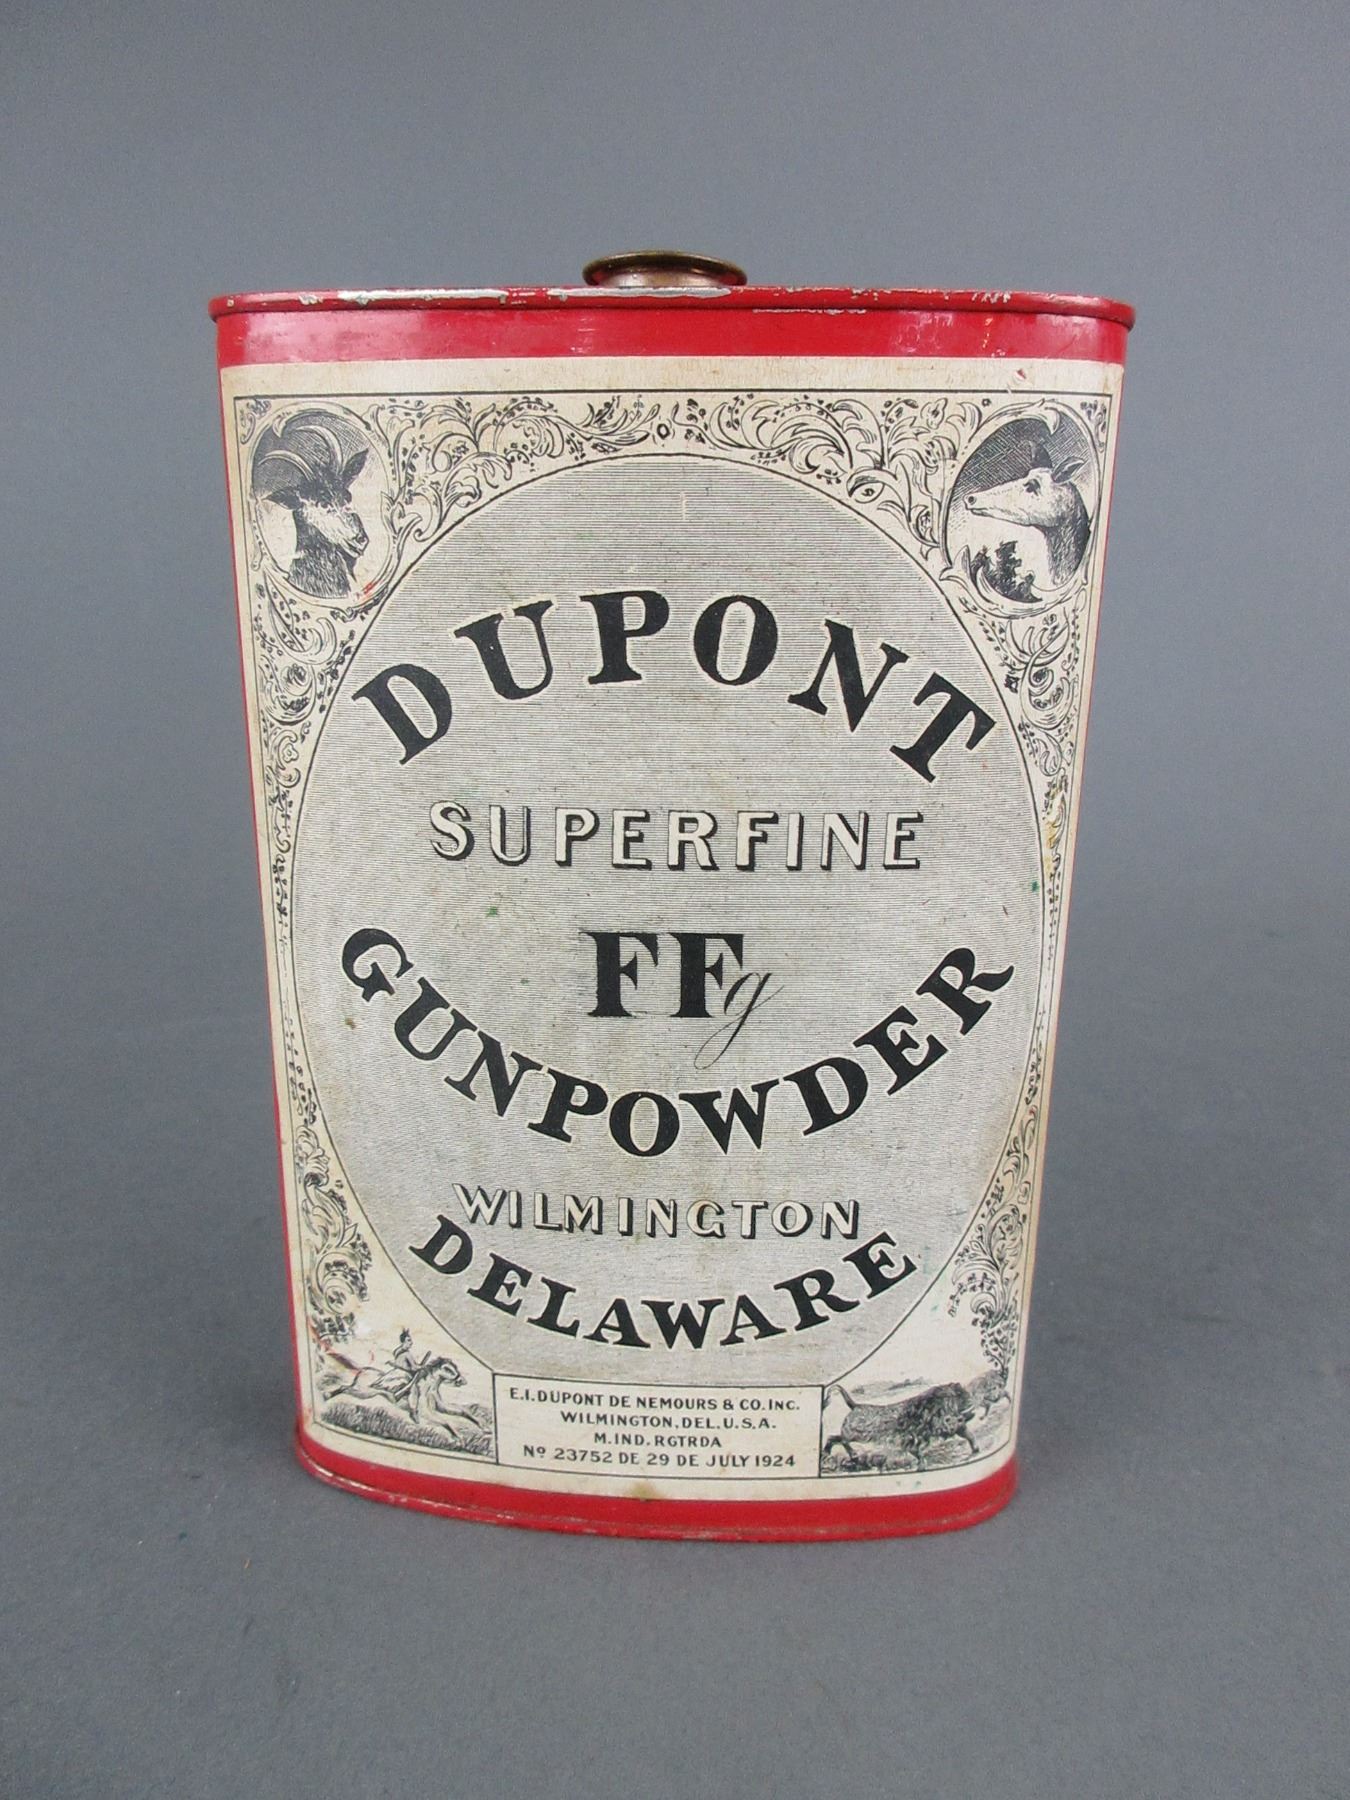 DUPONT
SUPERFINE
FFg
GUNPOWDER
WILMINGTON
DELAWARE
E.I.DUPONT DE NEMOURS & CO.INC.
WILMINGTON, DEL. U.S.A.
M.IND.RGTRDA
Nº 23752 DE 29 DE JULY 1924